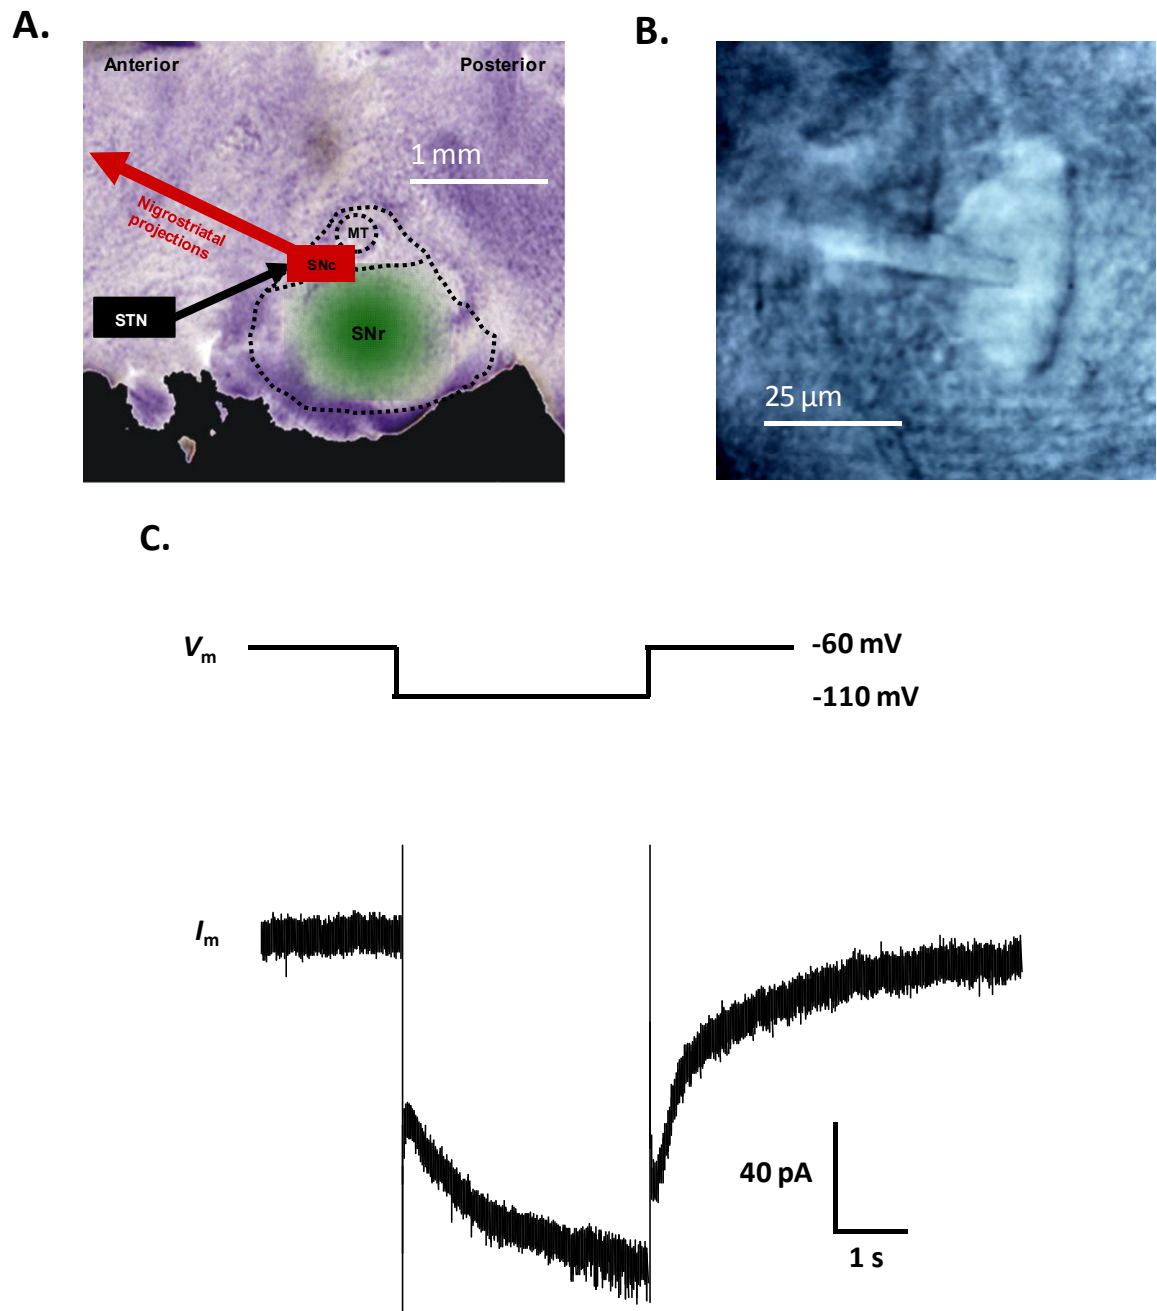 A.
B.
Anterior
Posterior
1 mm
Nigrostriatal
projections
MT
SNc
STN
SNr
25 µm
C.
Vm
-60 mV
-110 mV
Im
40 pA
1 s